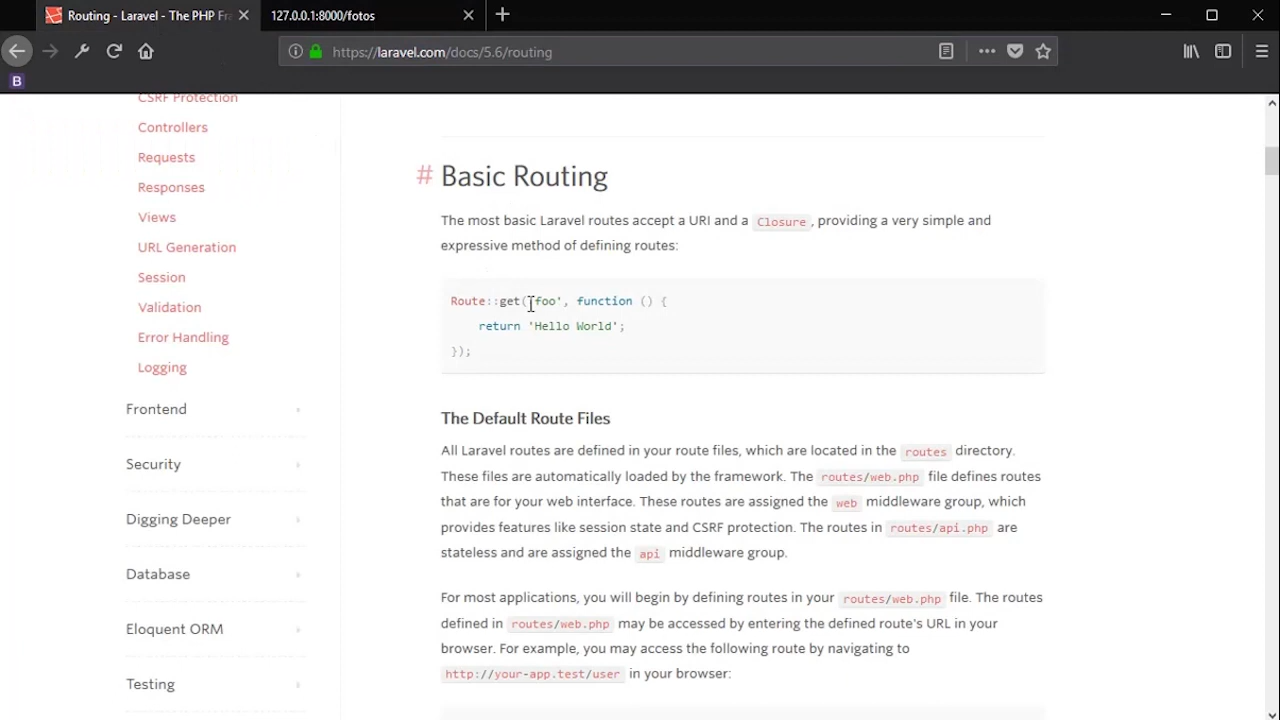 Routing - Laravel - The PHP Fra
127.0.0.1:8000/fotos
https://laravel.com/docs/5.6/routing
B
CSRF Protection
Controllers
Requests
Responses
Views
URL Generation
Session
Validation
Error Handling
Logging
Frontend
Security
Digging Deeper
Database
Eloquent ORM
Testing
# Basic Routing
The most basic Laravel routes accept a URI and a Closure, providing a very simple and
expressive method of defining routes:
Route::get('foo', function () {
return 'Hello World';
});
The Default Route Files
All Laravel routes are defined in your route files, which are located in the routes directory.
These files are automatically loaded by the framework. The routes/web.php file defines routes
that are for your web interface. These routes are assigned the web middleware group, which
provides features like session state and CSRF protection. The routes in routes/api.php are
stateless and are assigned the api middleware group.
For most applications, you will begin by defining routes in your routes/web.php file. The routes
defined in routes/web.php may be accessed by entering the defined route's URL in your
browser. For example, you may access the following route by navigating to
http://your-app.test/user in your browser: